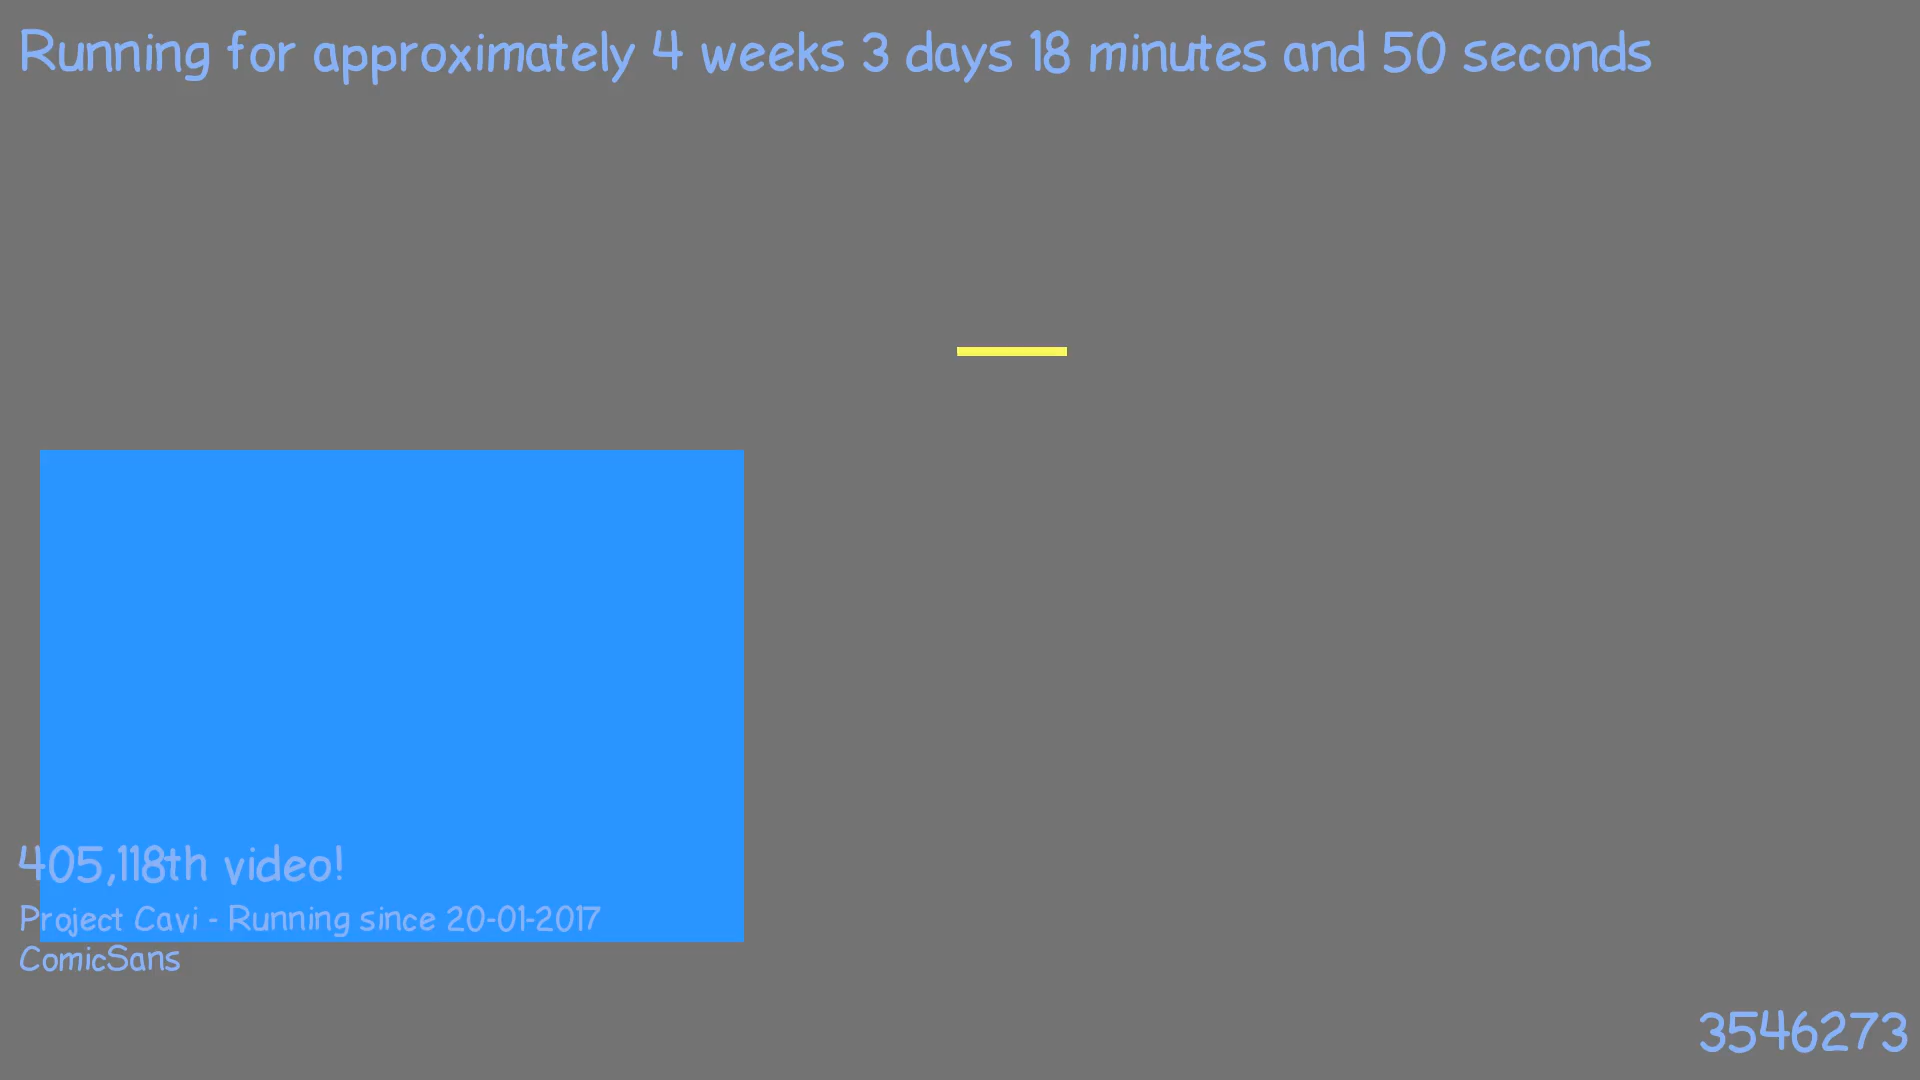 Running for approximately 4 weeks 3 days 18 minutes and 50 seconds
405,118th video!
Project Cavi - Running since 20-01-2017
ComicSans
3546273